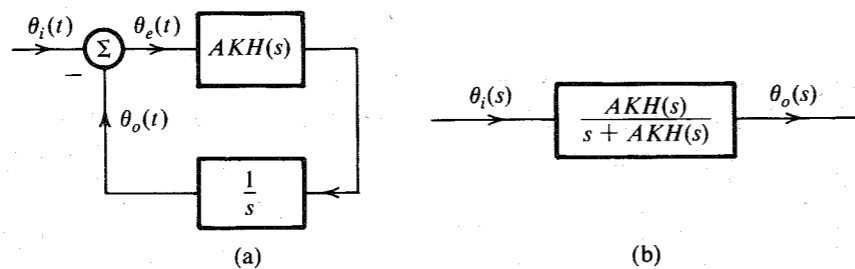 θᵢ(t)
Σ
θₑ(t)
AKH(s)
−
θₒ(t)
1
s
(a)
θᵢ(s)
AKH(s)
s + AKH(s)
θₒ(s)
(b)